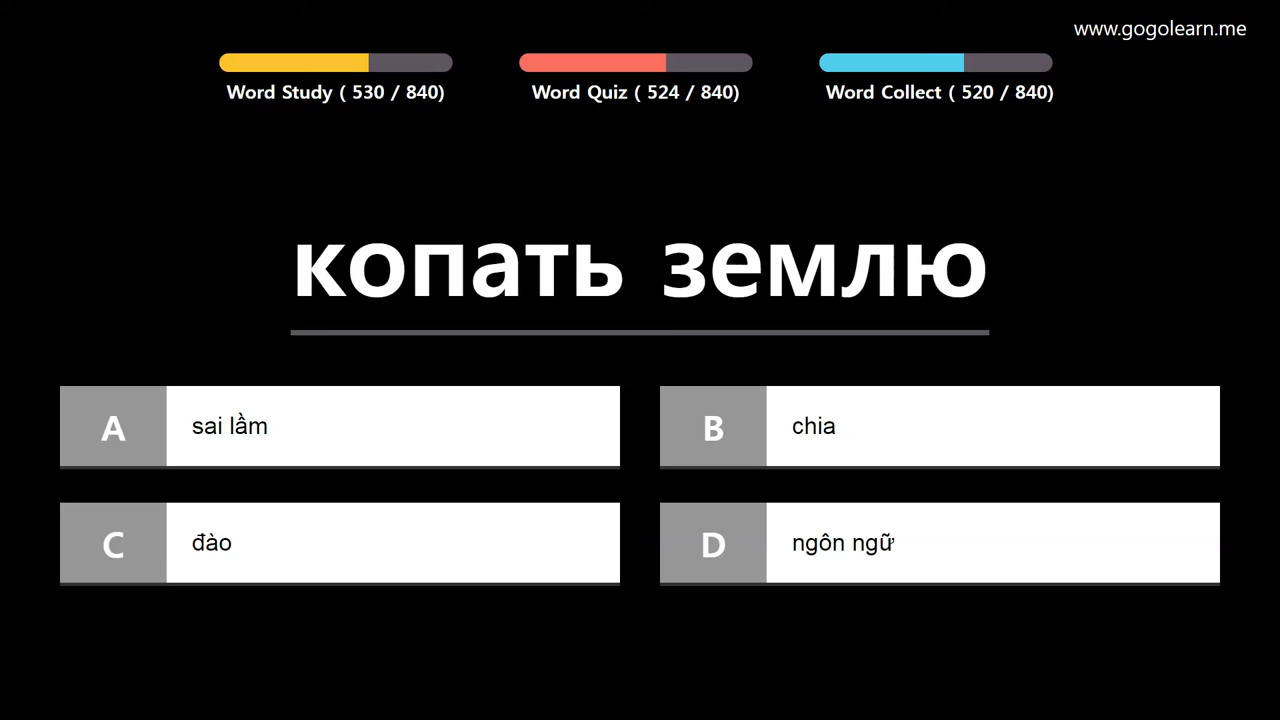 www.gogolearn.me
Word Study ( 530 / 840)
Word Quiz ( 524 / 840)
Word Collect ( 520 / 840)
копать землю
A
sai lầm
B
chia
C
đào
D
ngôn ngữ